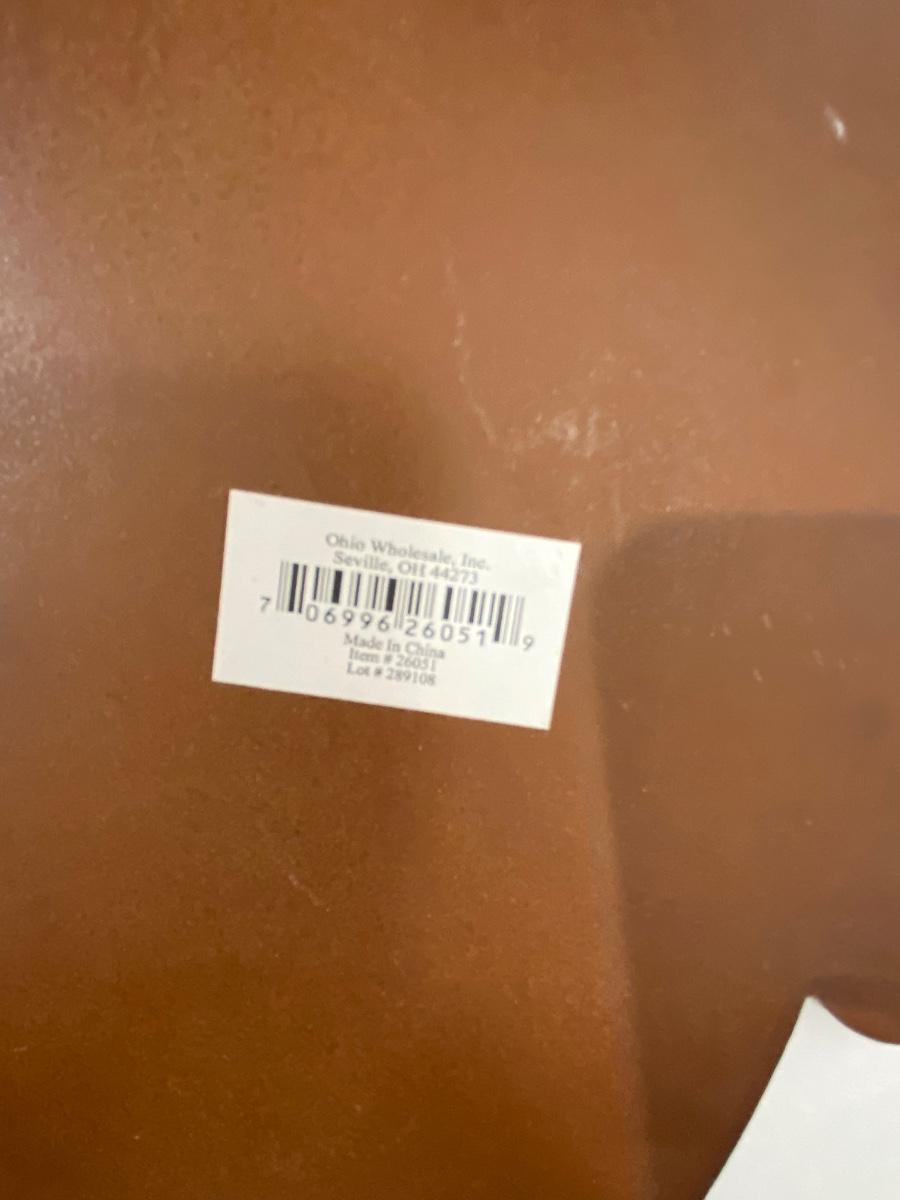 Ohio Wholesale, Inc.
Seville, OH 44273
7 06996 26051 9
Made In China
Item # 26051
Lot # 289108